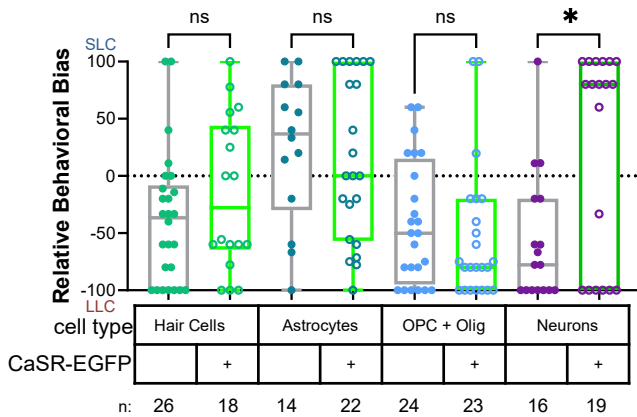 ns ns ns *
SLC
Relative Behavioral Bias
100
50
0
-50
-100
LLC
cell type Hair Cells Astrocytes OPC + Olig Neurons
CaSR-EGFP + + + +
n: 26 18 14 22 24 23 16 19